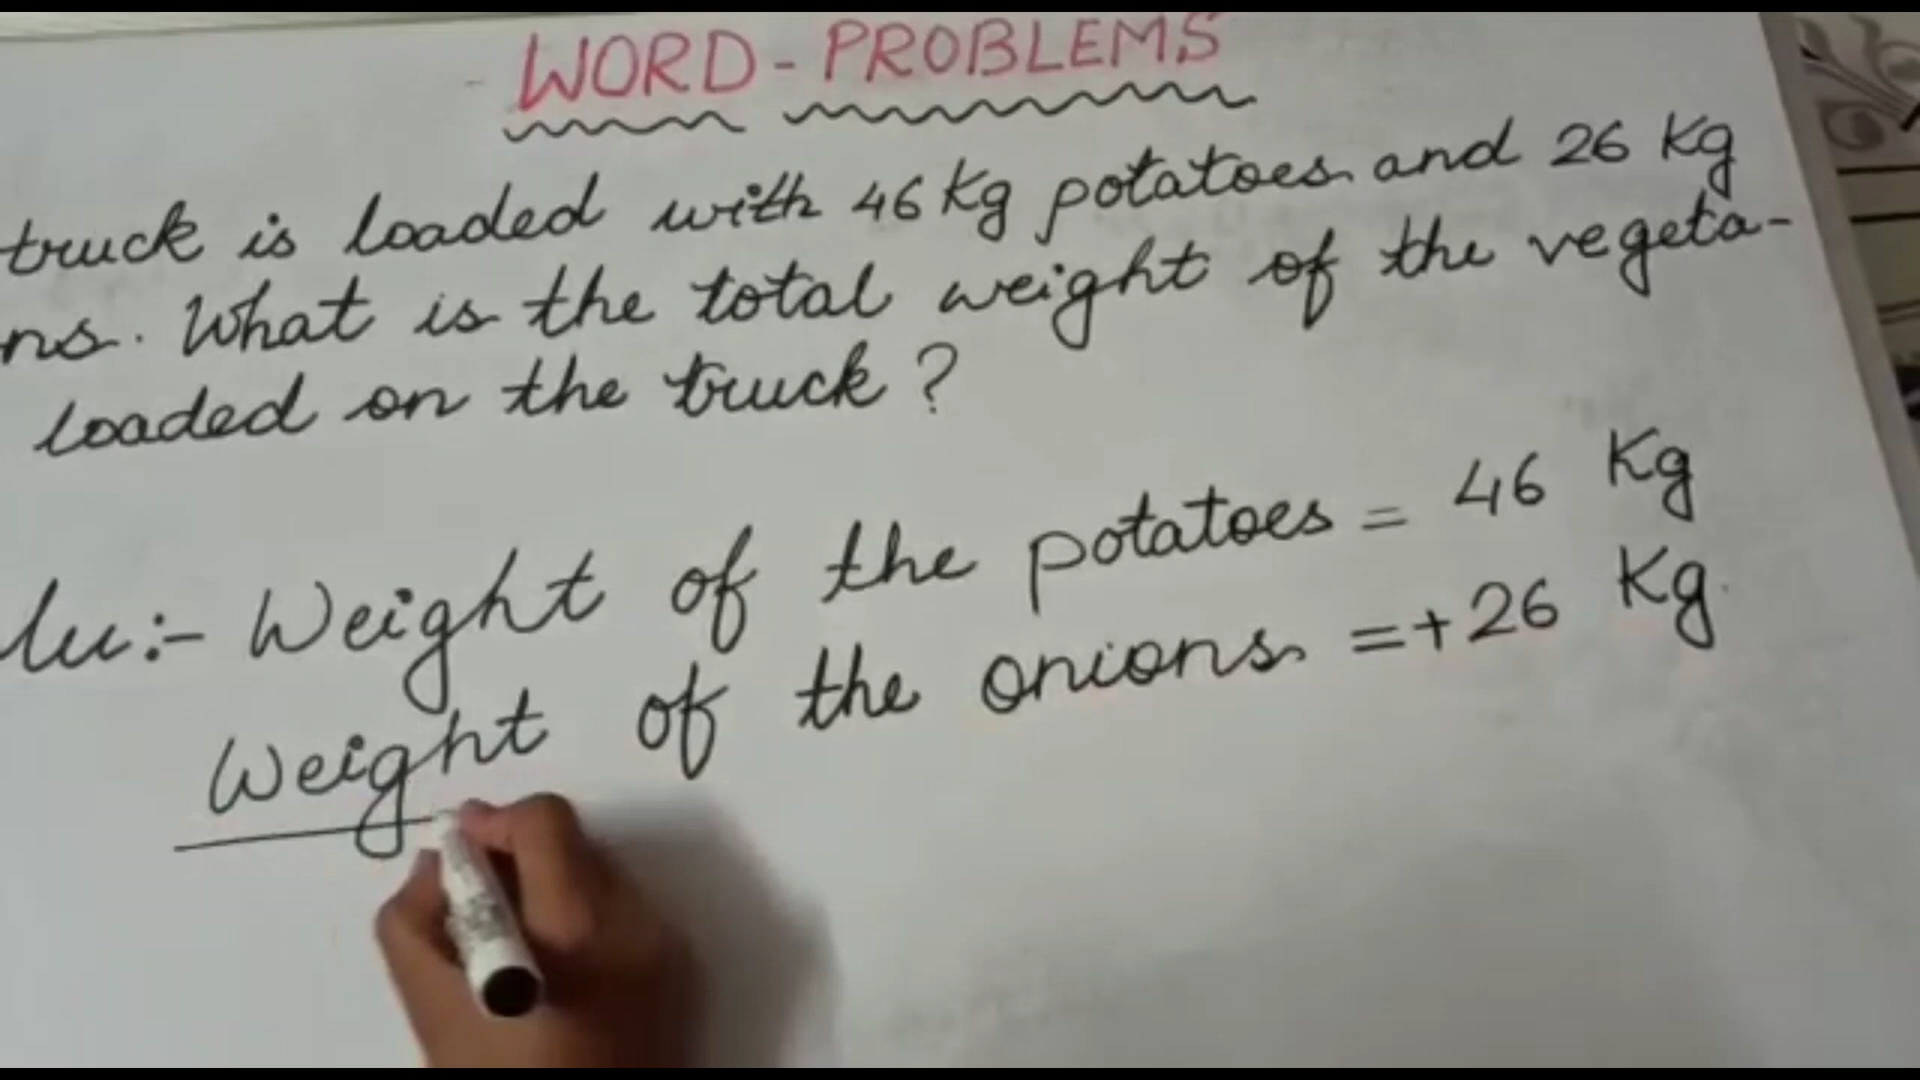 WORD - PROBLEMS
truck is loaded with 46 Kg potatoes and 26 Kg
ns. What is the total weight of the vegeta-
loaded on the truck ?
lu:- Weight of the potatoes = 46 Kg
Weight of the onions = + 26 Kg